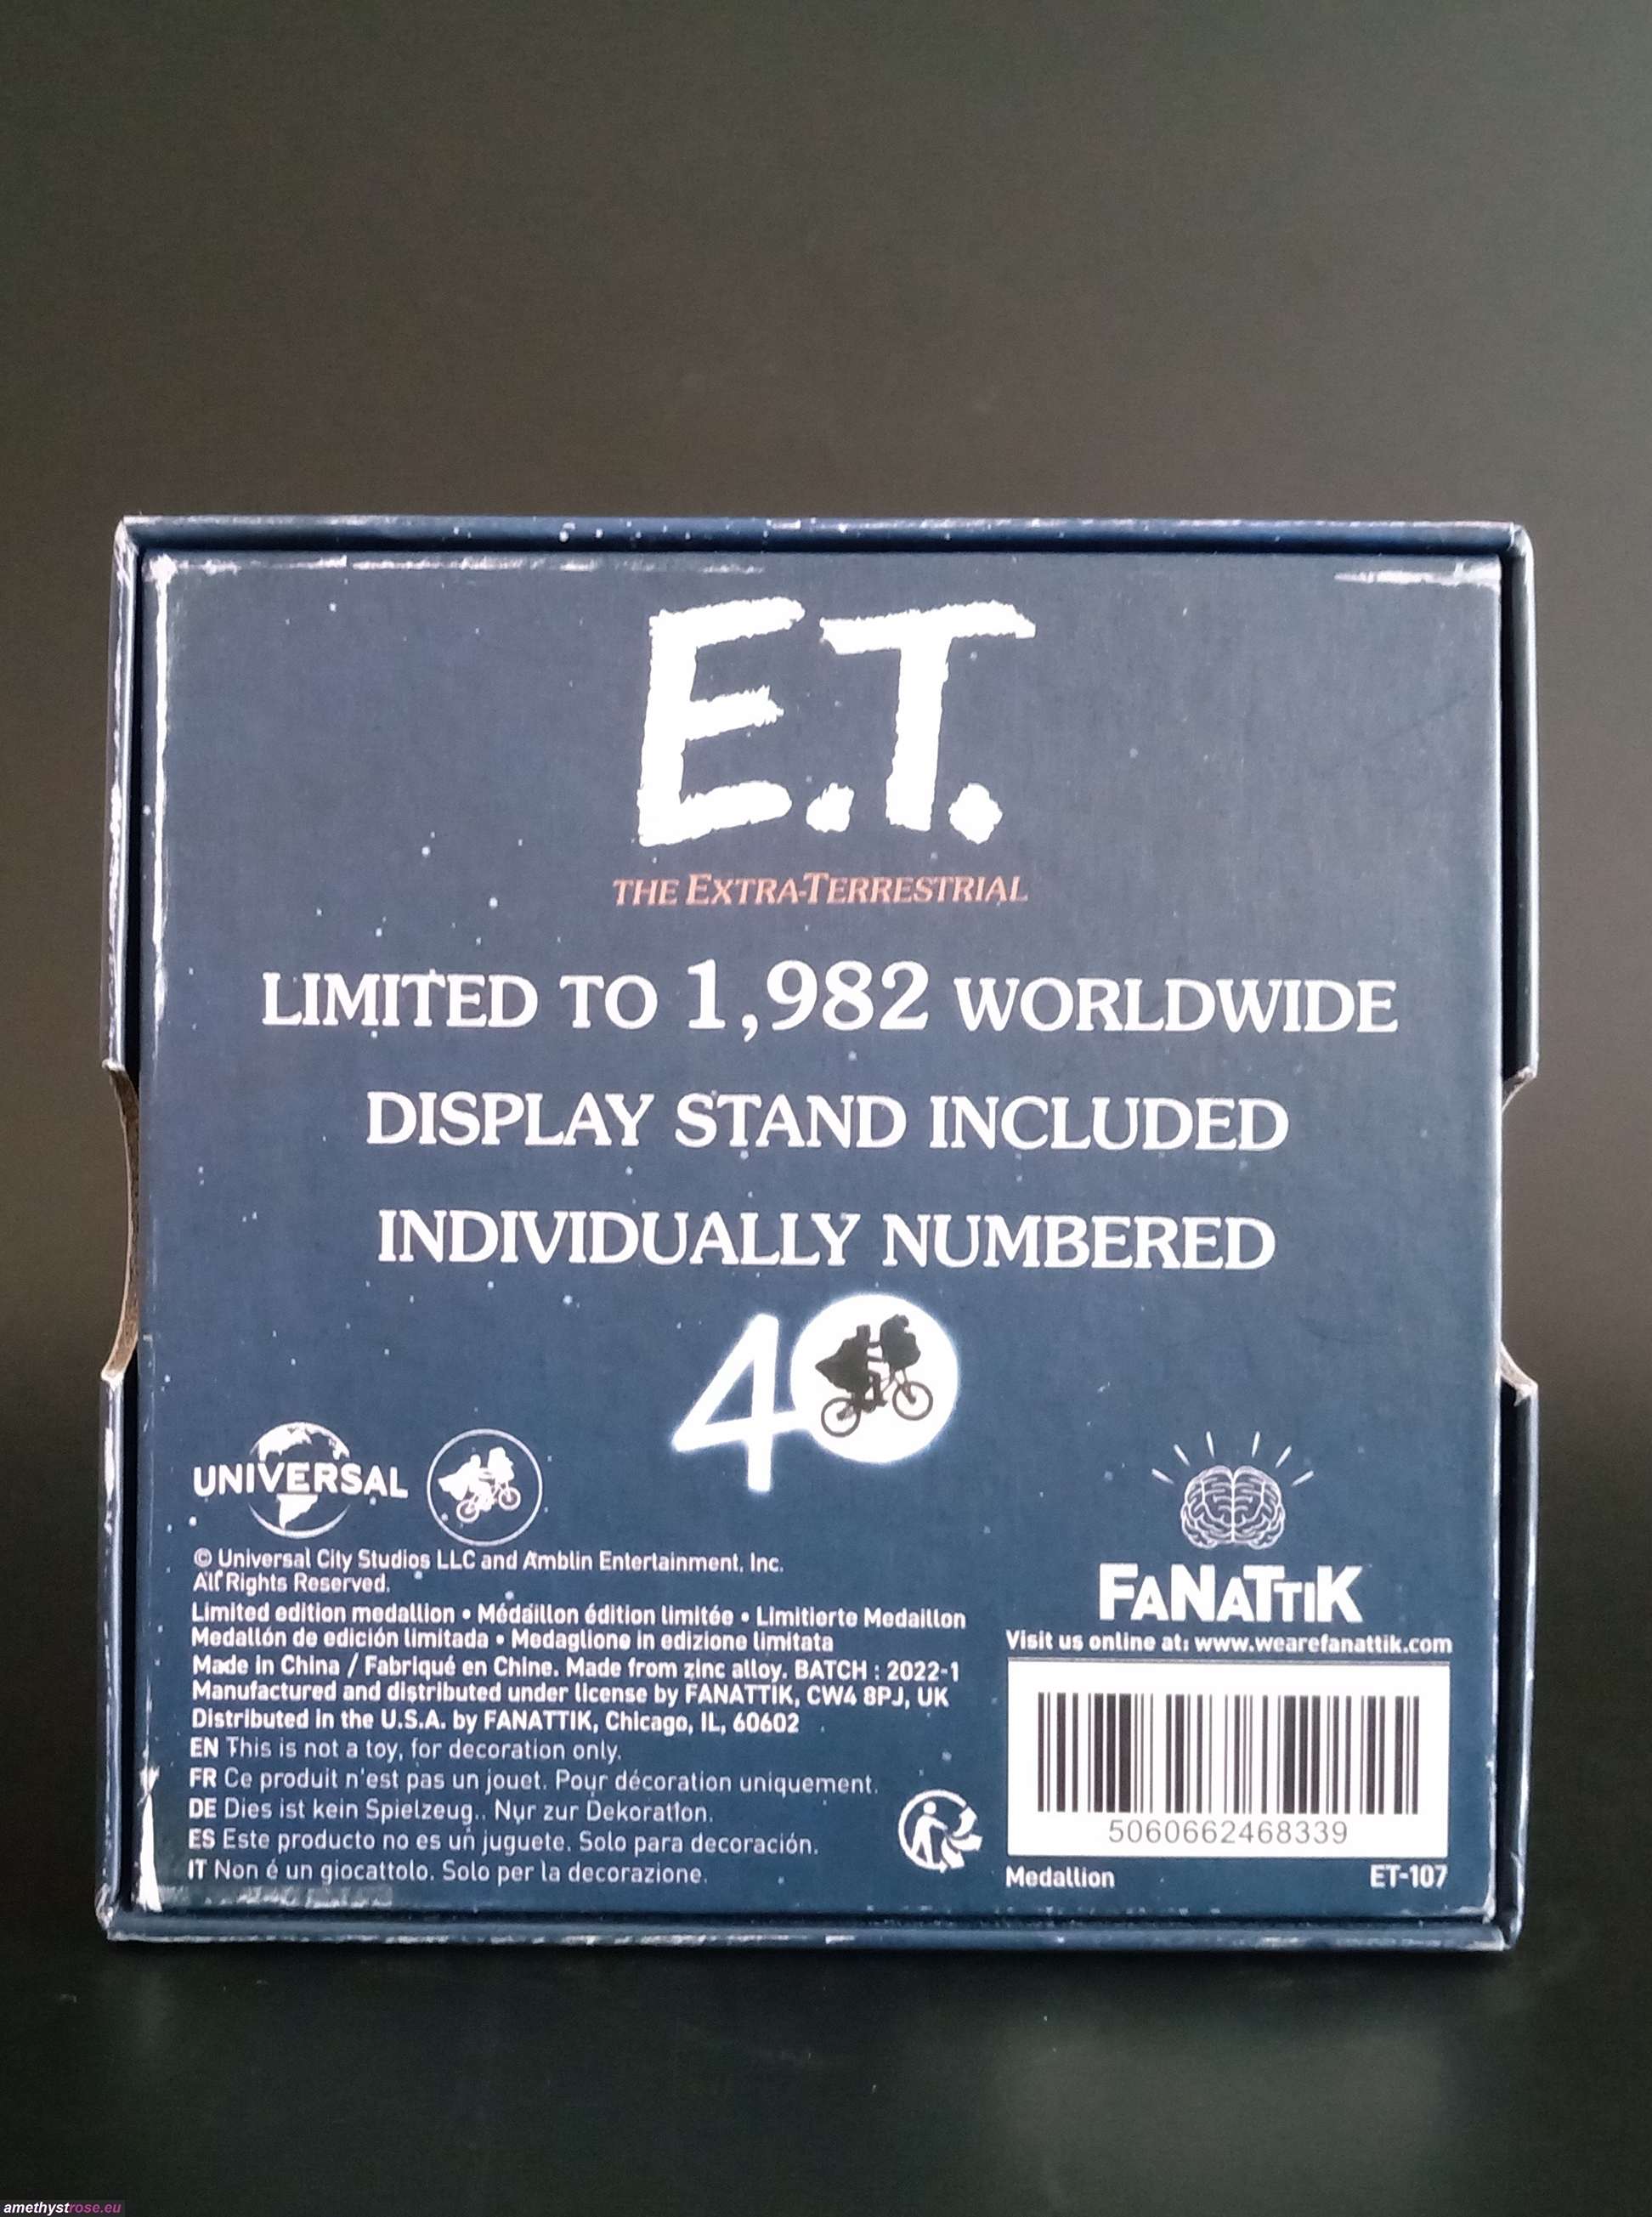 E.T.
THE EXTRA-TERRESTRIAL
LIMITED TO 1,982 WORLDWIDE
DISPLAY STAND INCLUDED
INDIVIDUALLY NUMBERED
40
UNIVERSAL
© Universal City Studios LLC and Amblin Entertainment, Inc.
All Rights Reserved.
Limited edition medallion • Médaillon édition limitée • Limitierte Medaillon
Medallón de edición limitada • Medaglione in edizione limitata
Made in China / Fabriqué en Chine. Made from zinc alloy. BATCH : 2022-1
Manufactured and distributed under license by FANATTIK, CW4 8PJ, UK
Distributed in the U.S.A. by FANATTIK, Chicago, IL, 60602
EN This is not a toy, for decoration only.
FR Ce produit n'est pas un jouet. Pour décoration uniquement.
DE Dies ist kein Spielzeug.. Nur zur Dekoration.
ES Este producto no es un juguete. Solo para decoración.
IT Non é un giocattolo. Solo per la decorazione.
FANATTIK
Visit us online at: www.wearefanattik.com
5060662468339
Medallion ET-107
amethystrose.eu